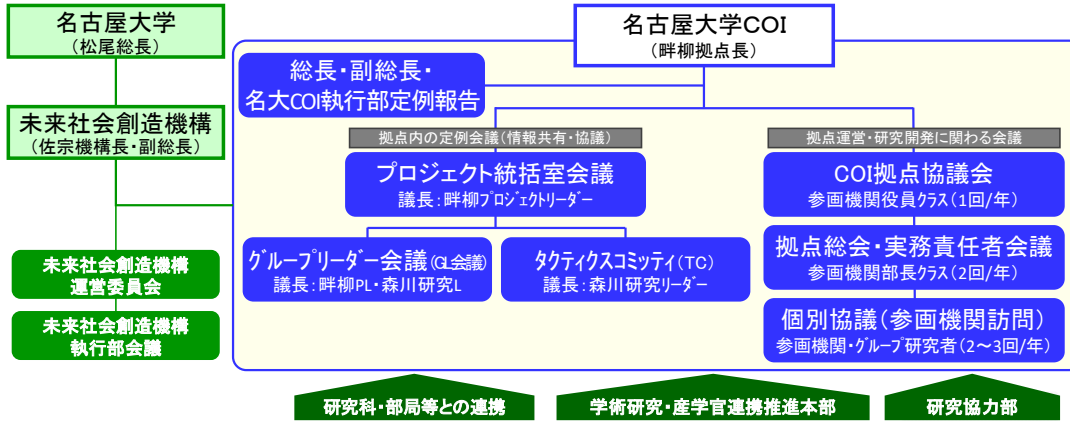 名古屋大学
(松尾総長)
未来社会創造機構
(佐宗機構長・副総長)
未来社会創造機構
運営委員会
未来社会創造機構
執行部会議
名古屋大学COI
(畔柳拠点長)
総長・副総長・
名大COI執行部定例報告
拠点内の定例会議(情報共有・協議)
プロジェクト統括室会議
議長:畔柳プロジェクトリーダー
グループリーダー会議(GL会議)
議長:畔柳PL・森川研究L
タクティクスコミッティ(TC)
議長:森川研究リーダー
拠点運営・研究開発に関わる会議
COI拠点協議会
参画機関役員クラス(1回/年)
拠点総会・実務責任者会議
参画機関部長クラス(2回/年)
個別協議(参画機関訪問)
参画機関・グループ研究者(2~3回/年)
研究科・部局等との連携
学術研究・産学官連携推進本部
研究協力部